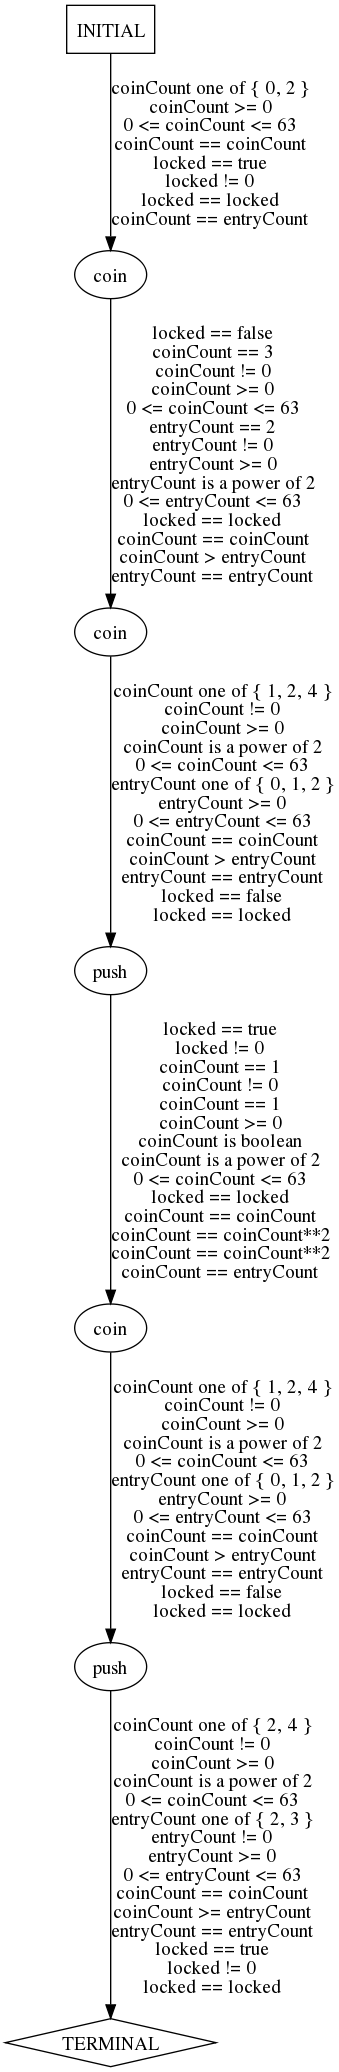 INITIAL
coinCount one of { 0, 2 }
coinCount >= 0
0 <= coinCount <= 63
coinCount == coinCount
locked == true
locked != 0
locked == locked
coinCount == entryCount
coin
locked == false
coinCount == 3
coinCount != 0
coinCount >= 0
0 <= coinCount <= 63
entryCount == 2
entryCount != 0
entryCount >= 0
entryCount is a power of 2
0 <= entryCount <= 63
locked == locked
coinCount == coinCount
coinCount > entryCount
entryCount == entryCount
coin
coinCount one of { 1, 2, 4 }
coinCount != 0
coinCount >= 0
coinCount is a power of 2
0 <= coinCount <= 63
entryCount one of { 0, 1, 2 }
entryCount >= 0
0 <= entryCount <= 63
coinCount == coinCount
coinCount > entryCount
entryCount == entryCount
locked == false
locked == locked
push
locked == true
locked != 0
coinCount == 1
coinCount != 0
coinCount == 1
coinCount >= 0
coinCount is boolean
coinCount is a power of 2
0 <= coinCount <= 63
locked == locked
coinCount == coinCount
coinCount == coinCount**2
coinCount == coinCount**2
coinCount == entryCount
coin
coinCount one of { 1, 2, 4 }
coinCount != 0
coinCount >= 0
coinCount is a power of 2
0 <= coinCount <= 63
entryCount one of { 0, 1, 2 }
entryCount >= 0
0 <= entryCount <= 63
coinCount == coinCount
coinCount > entryCount
entryCount == entryCount
locked == false
locked == locked
push
coinCount one of { 2, 4 }
coinCount != 0
coinCount >= 0
coinCount is a power of 2
0 <= coinCount <= 63
entryCount one of { 2, 3 }
entryCount != 0
entryCount >= 0
0 <= entryCount <= 63
coinCount == coinCount
coinCount >= entryCount
entryCount == entryCount
locked == true
locked != 0
locked == locked
TERMINAL